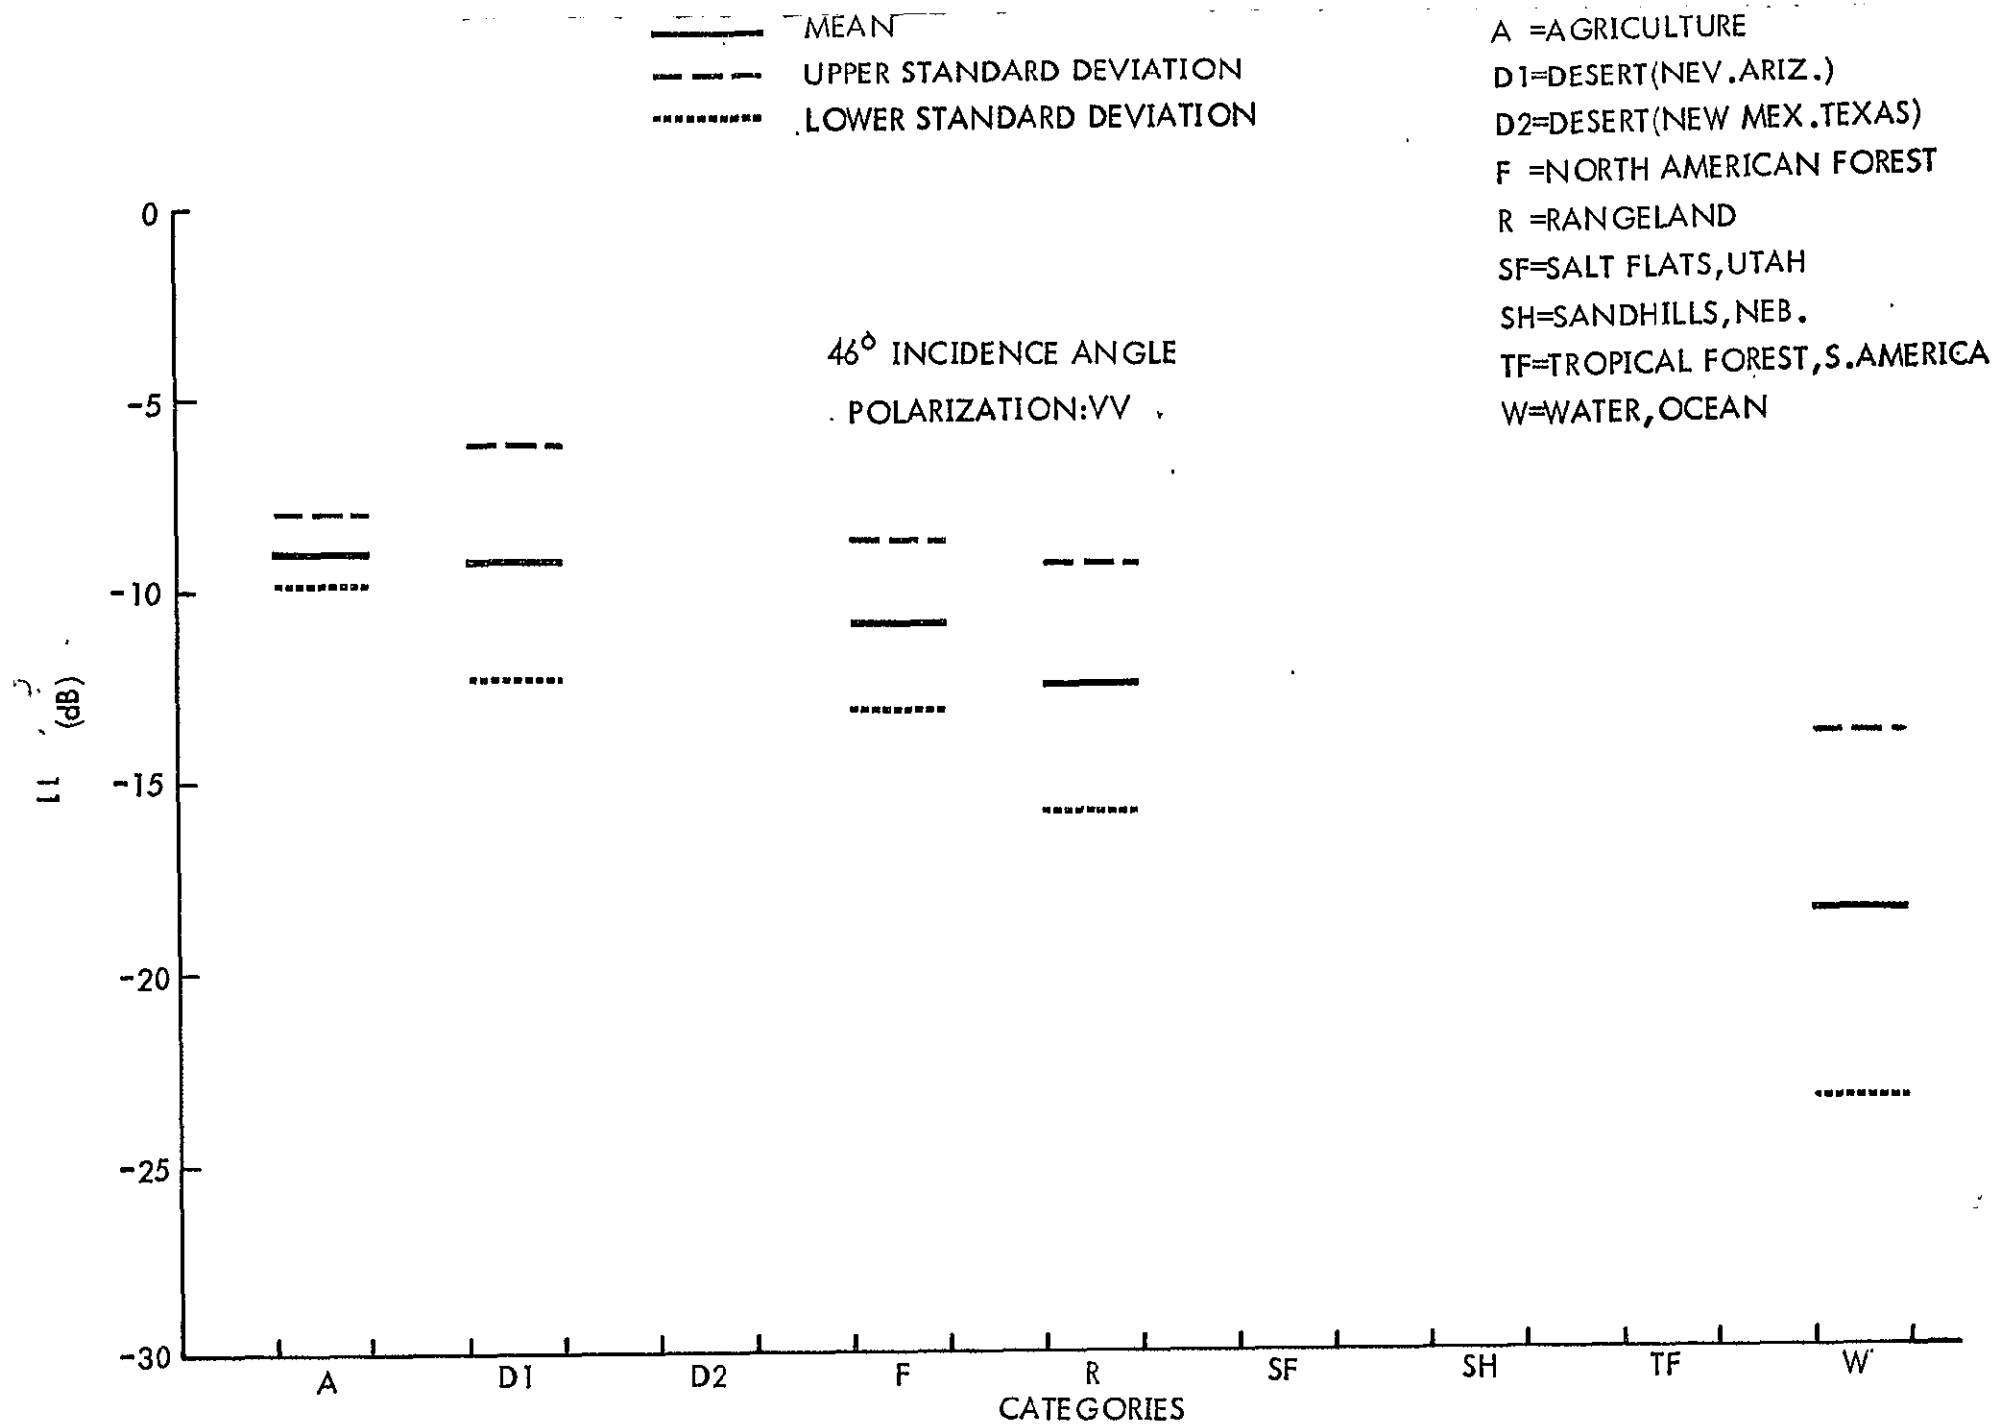 MEAN
UPPER STANDARD DEVIATION
LOWER STANDARD DEVIATION
A =AGRICULTURE
D1=DESERT(NEV.ARIZ.)
D2=DESERT(NEW MEX.TEXAS)
F =NORTH AMERICAN FOREST
R =RANGELAND
SF=SALT FLATS,UTAH
SH=SANDHILLS,NEB.
TF=TROPICAL FOREST,S.AMERICA
W=WATER,OCEAN
46° INCIDENCE ANGLE
POLARIZATION:VV
0
-5
-10
-15
-20
-25
-30
(dB)
A D1 D2 F R SF SH TF W
CATEGORIES